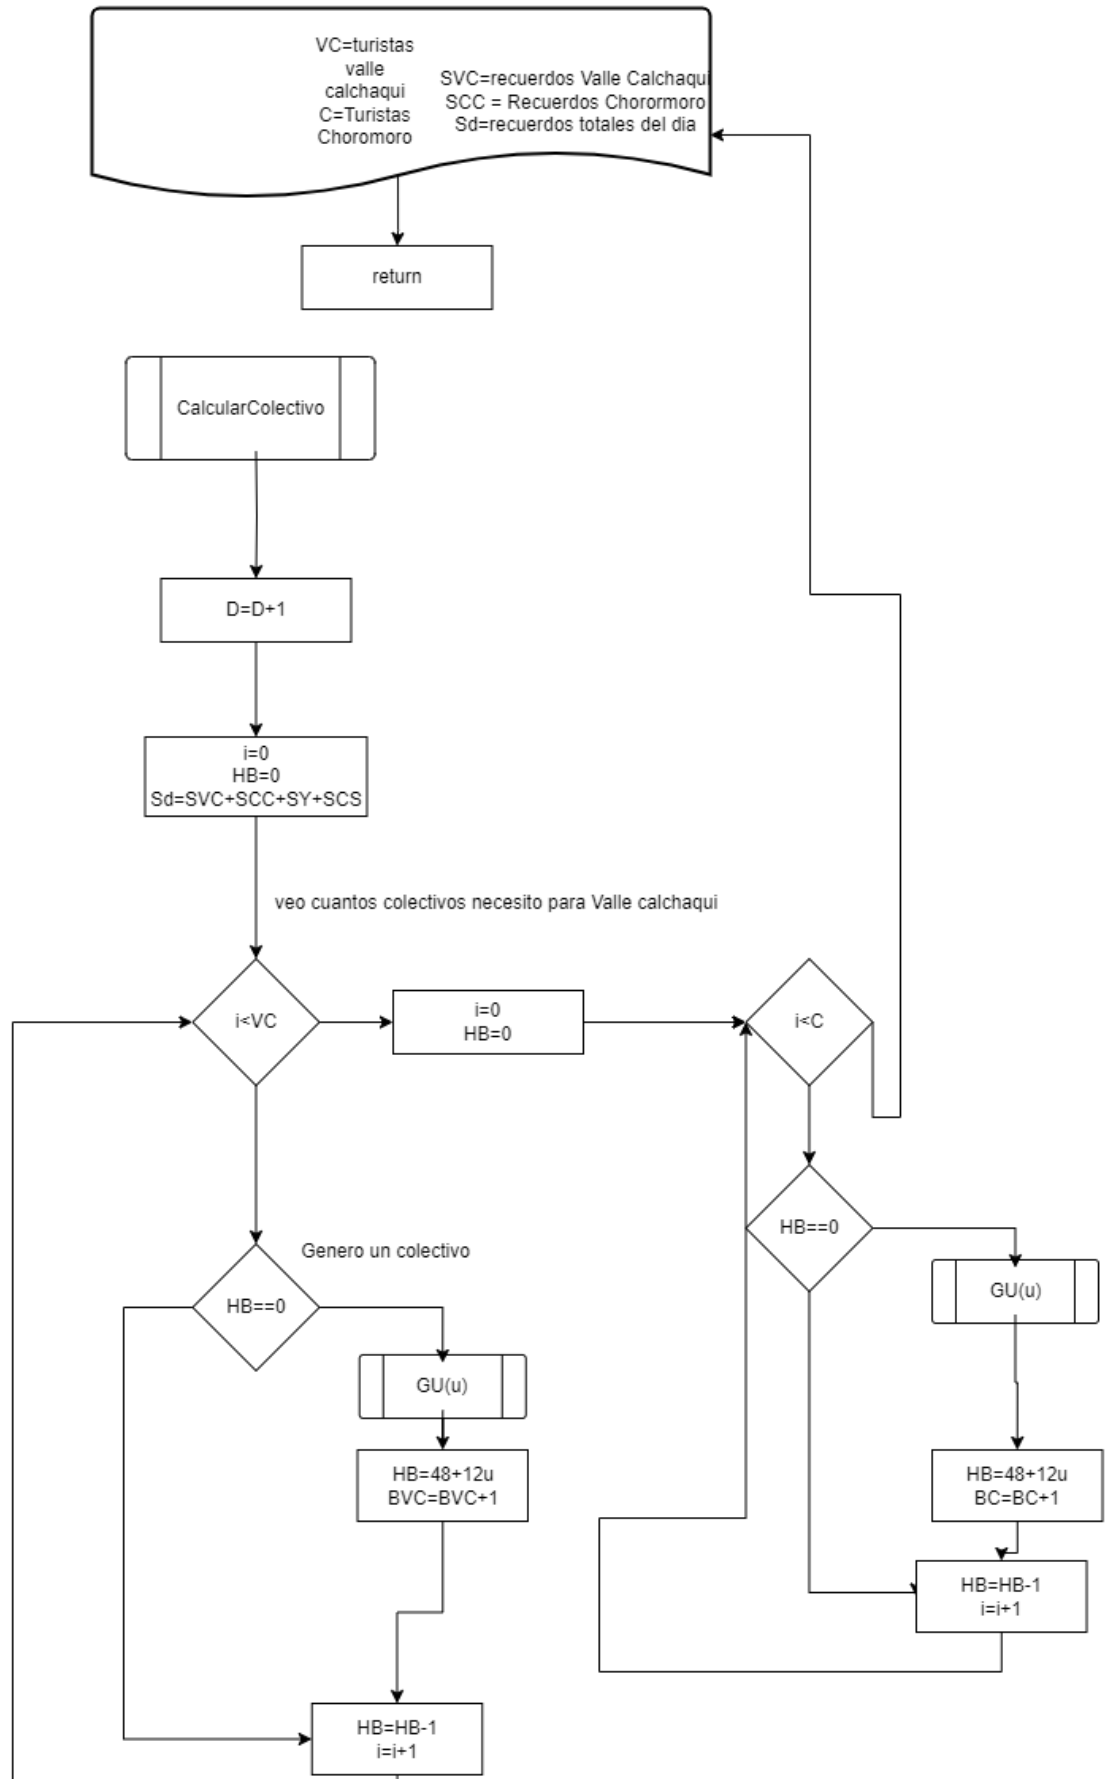 VC=turistas
valle
calchaqui
C=Turistas
Choromoro
SVC=recuerdos Valle Calchaqui
SCC = Recuerdos Chorormoro
Sd=recuerdos totales del dia
return
CalcularColectivo
D=D+1
i=0
HB=0
Sd=SVC+SCC+SY+SCS
veo cuantos colectivos necesito para Valle calchaqui
i<VC
i=0
HB=0
i<C
HB==0
GU(u)
Genero un colectivo
HB==0
GU(u)
HB=48+12u
BVC=BVC+1
HB=48+12u
BC=BC+1
HB=HB-1
i=i+1
HB=HB-1
i=i+1